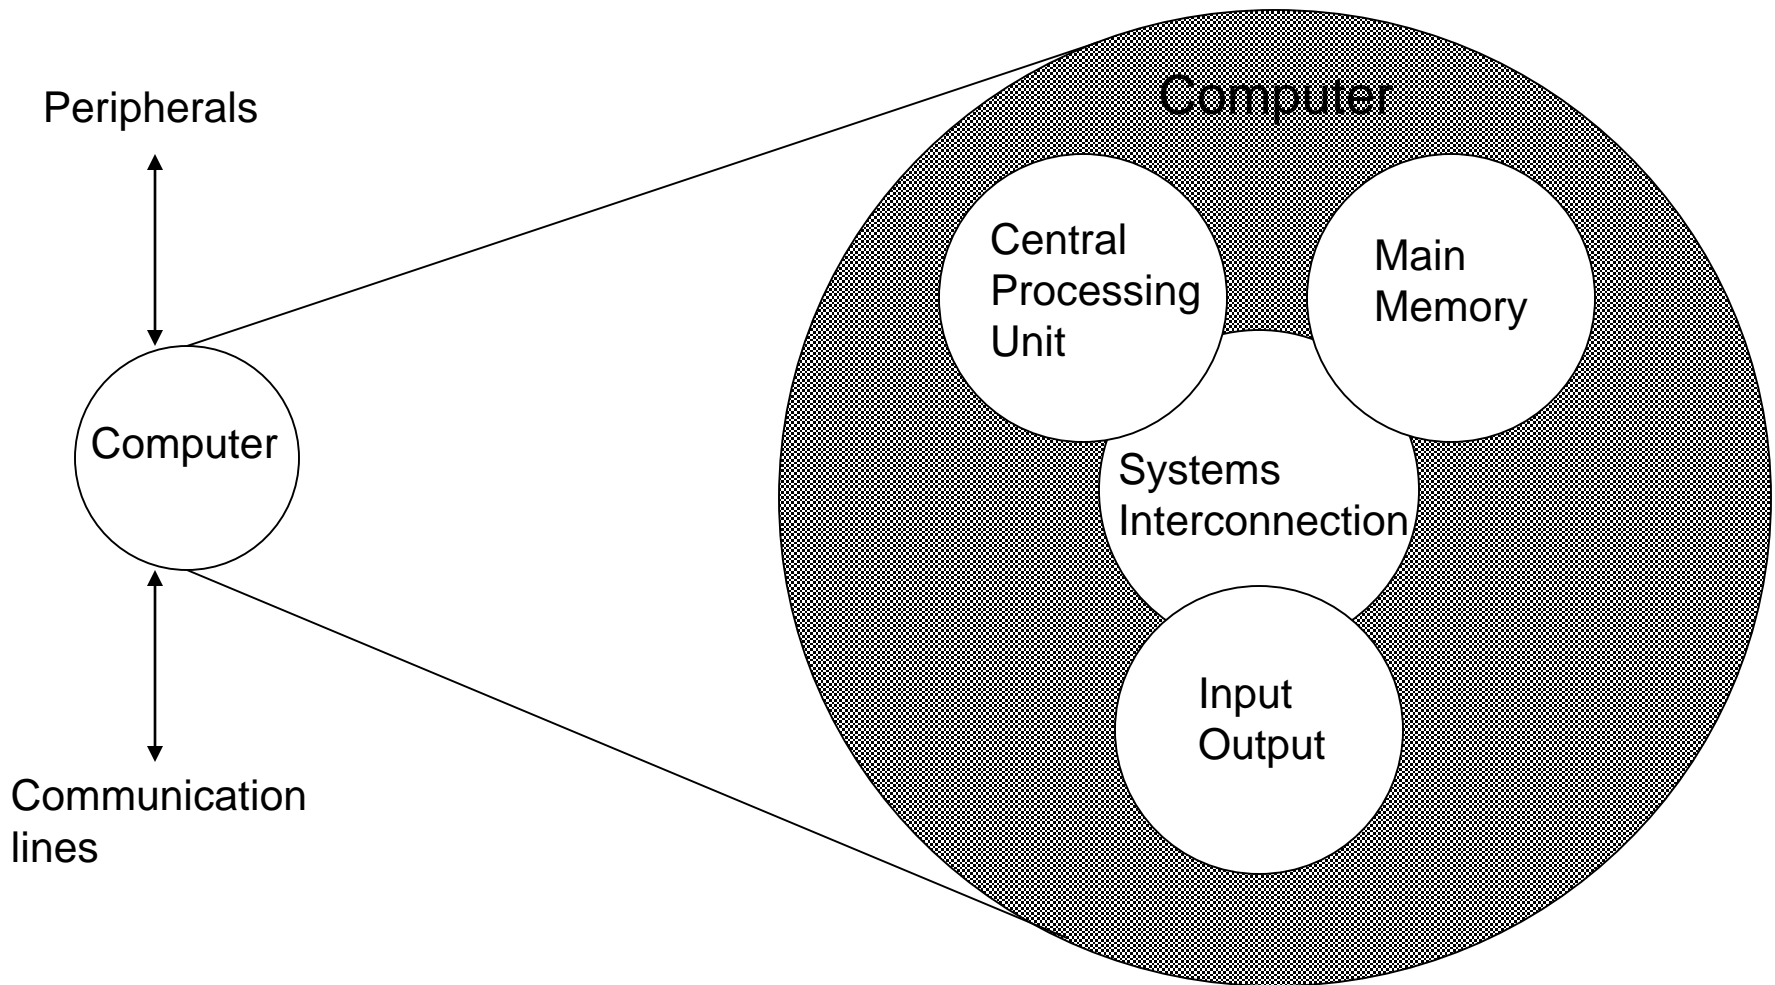 Peripherals
Computer
Communication
lines
Computer
Central
Processing
Unit
Main
Memory
Systems
Interconnection
Input
Output